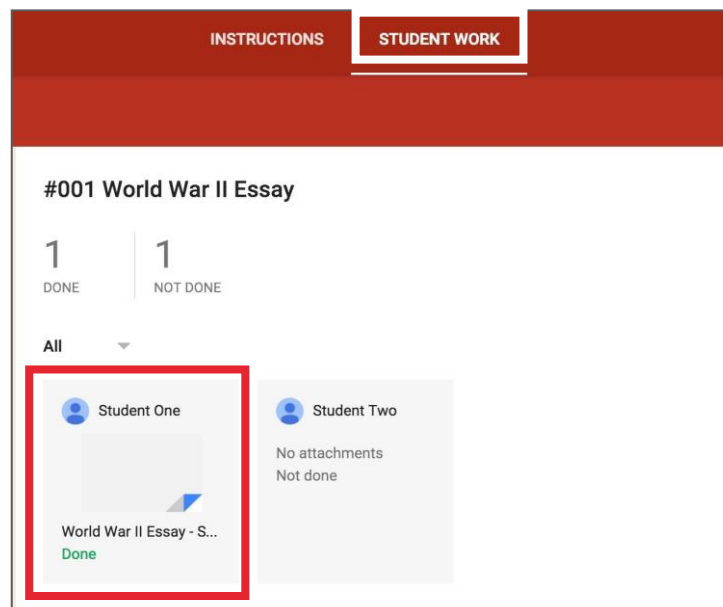 INSTRUCTIONS STUDENT WORK
#001 World War II Essay
1 1
DONE NOT DONE
All
Student One
World War II Essay - S...
Done
Student Two
No attachments
Not done